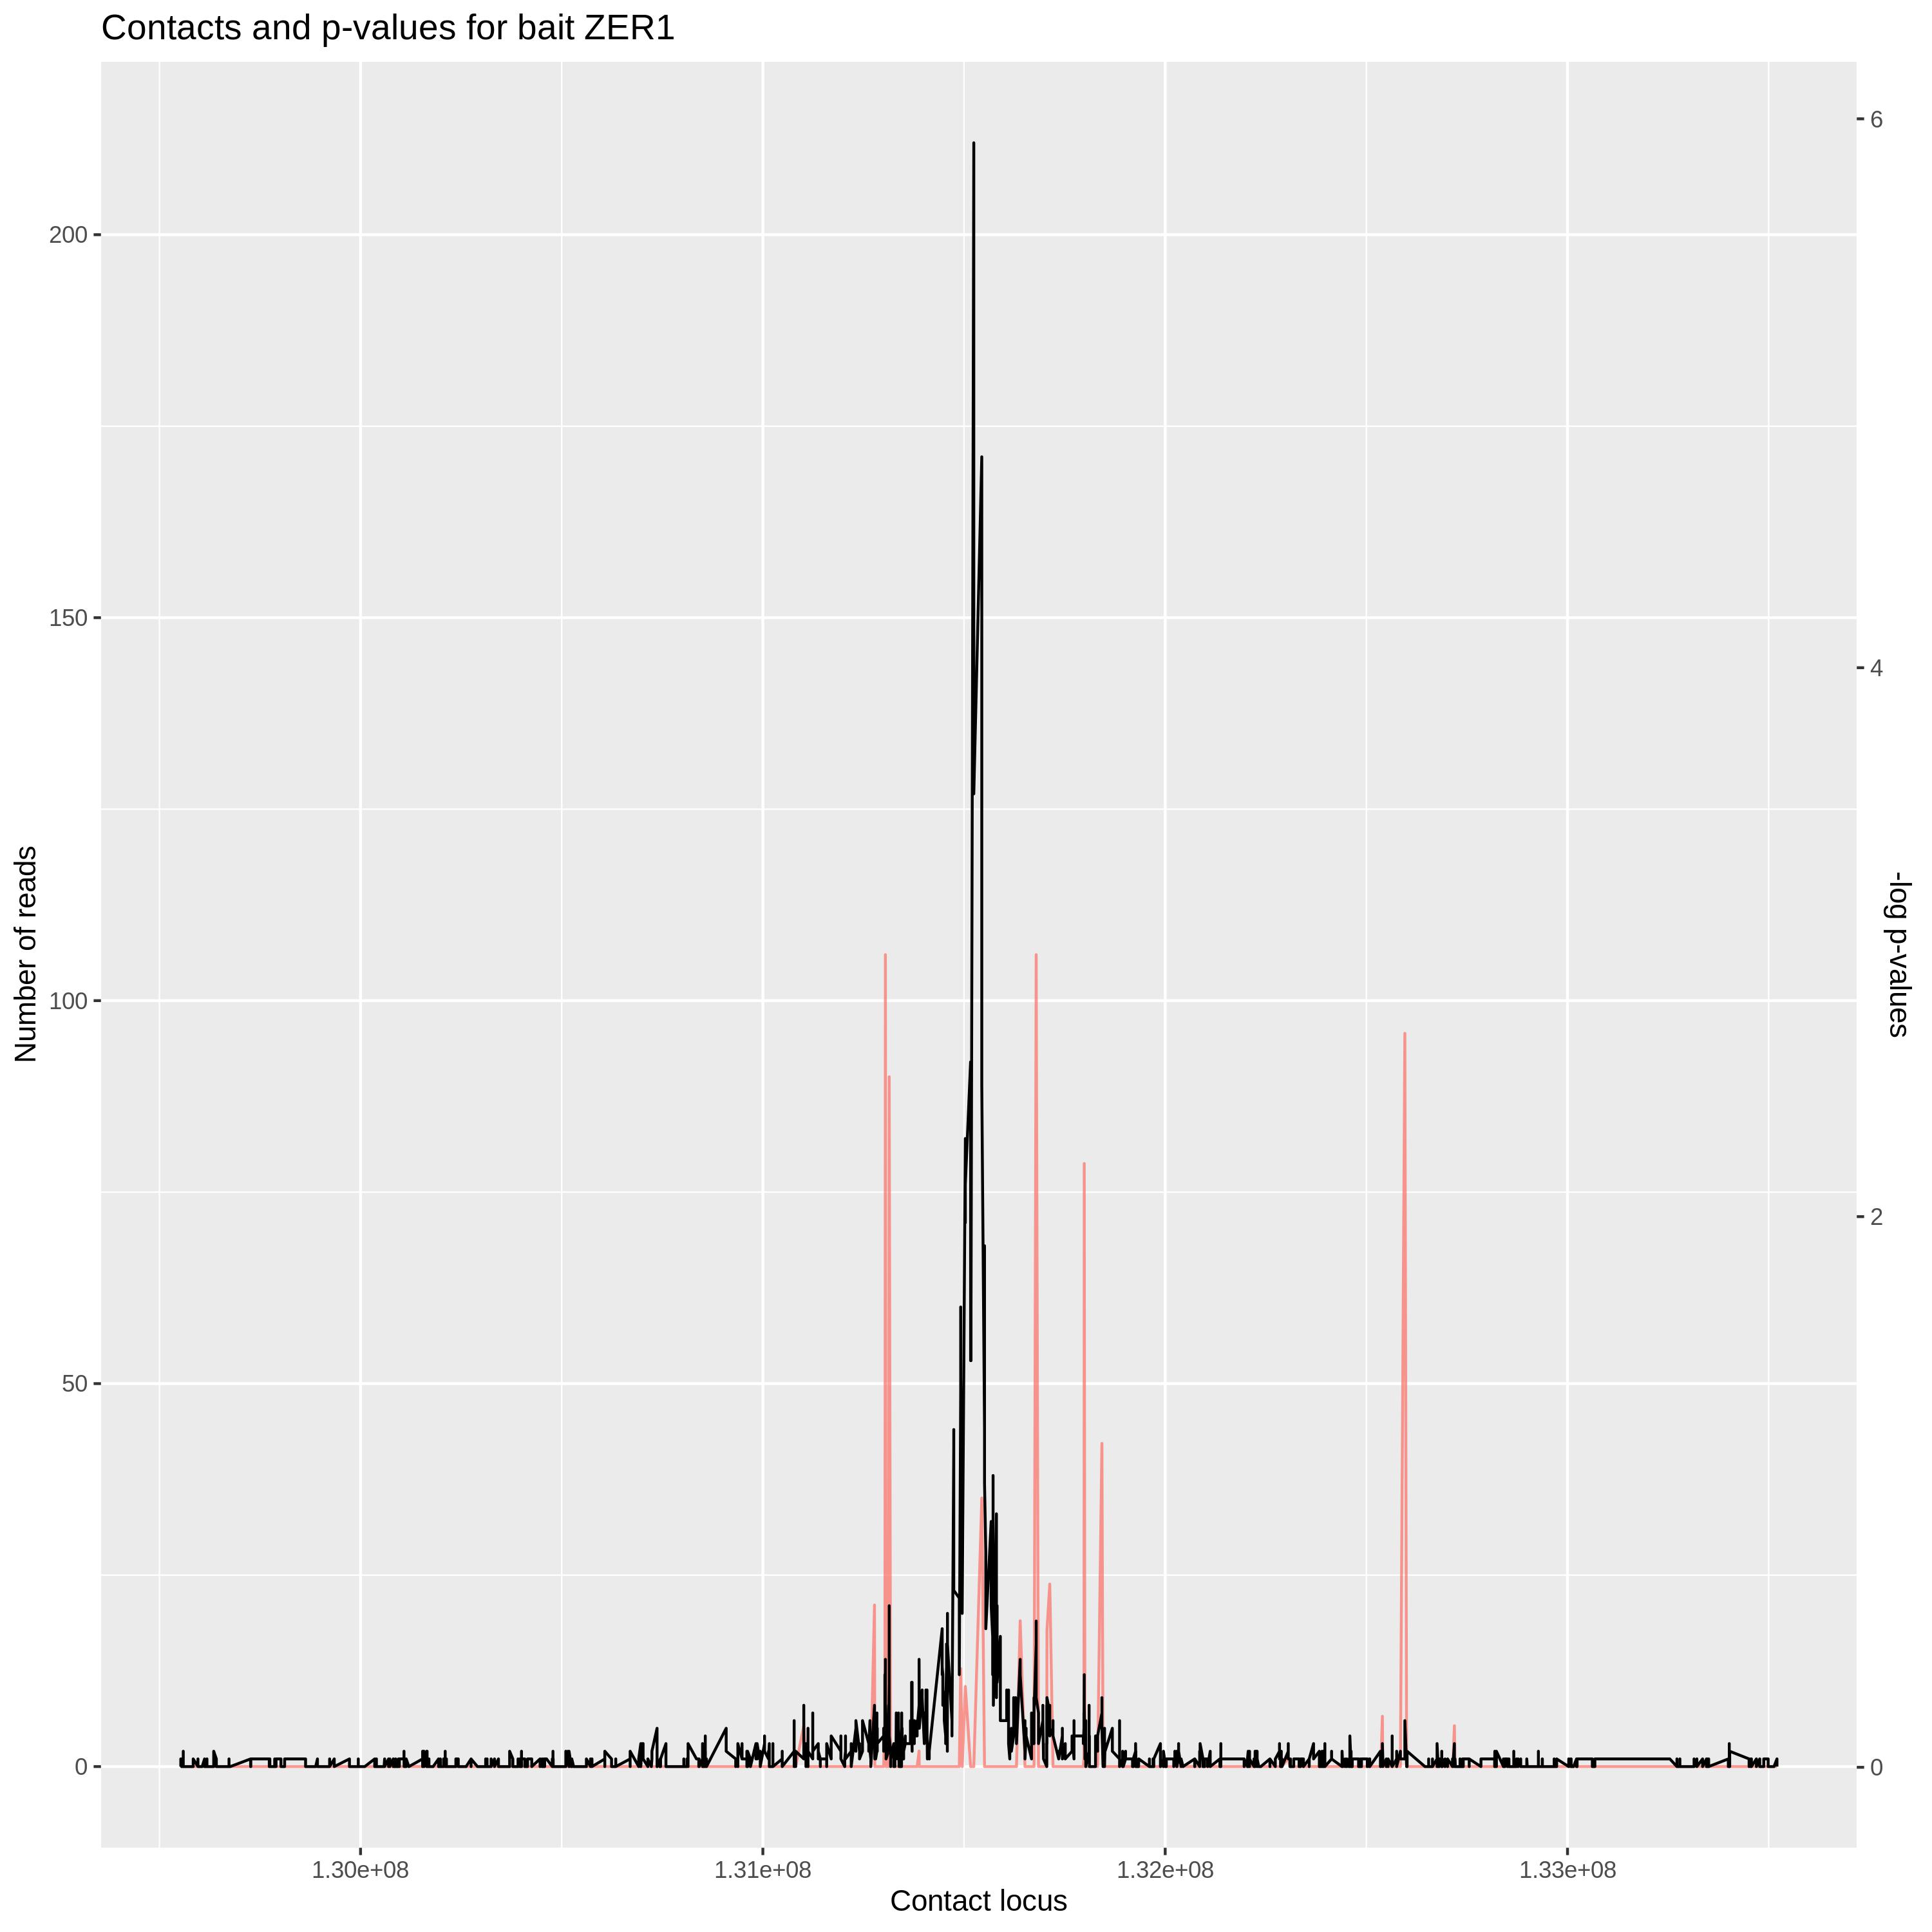 Contacts and p-values for bait ZER1
Number of reads
200
150
100
50
0
6
4
2
0
-log p-values
1.30e+08
1.31e+08
1.32e+08
1.33e+08
Contact locus